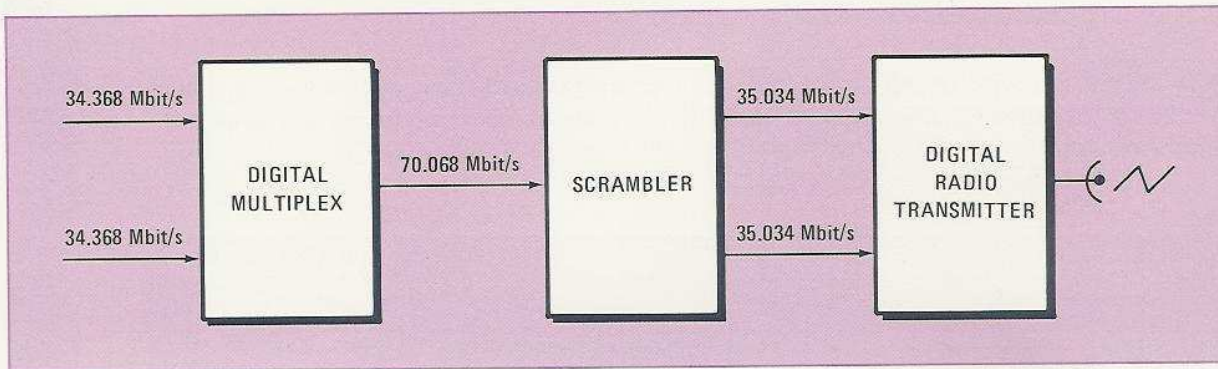 34.368 Mbit/s
34.368 Mbit/s
DIGITAL
MULTIPLEX
70.068 Mbit/s
SCRAMBLER
35.034 Mbit/s
35.034 Mbit/s
DIGITAL
RADIO
TRANSMITTER